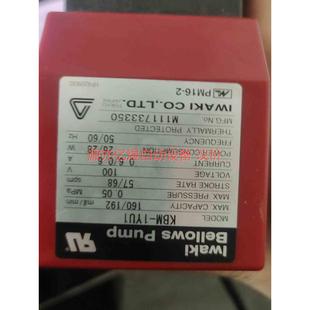 Iwaki
Bellows Pump
MODEL KBM-1VU1
MAX. CAPACITY 160/192 mℓ/min
MAX. PRESSURE 0.05 MPa
STROKE RATE 57/68
VOLTAGE 100 V
CURRENT 0.6/0.6 A
POWER CONSUMPTION 26/28 W
FREQUENCY 50/60 Hz
THERMALLY PROTECTED
MFG.No. M111733350
IWAKI CO.,LTD.
PM16-2